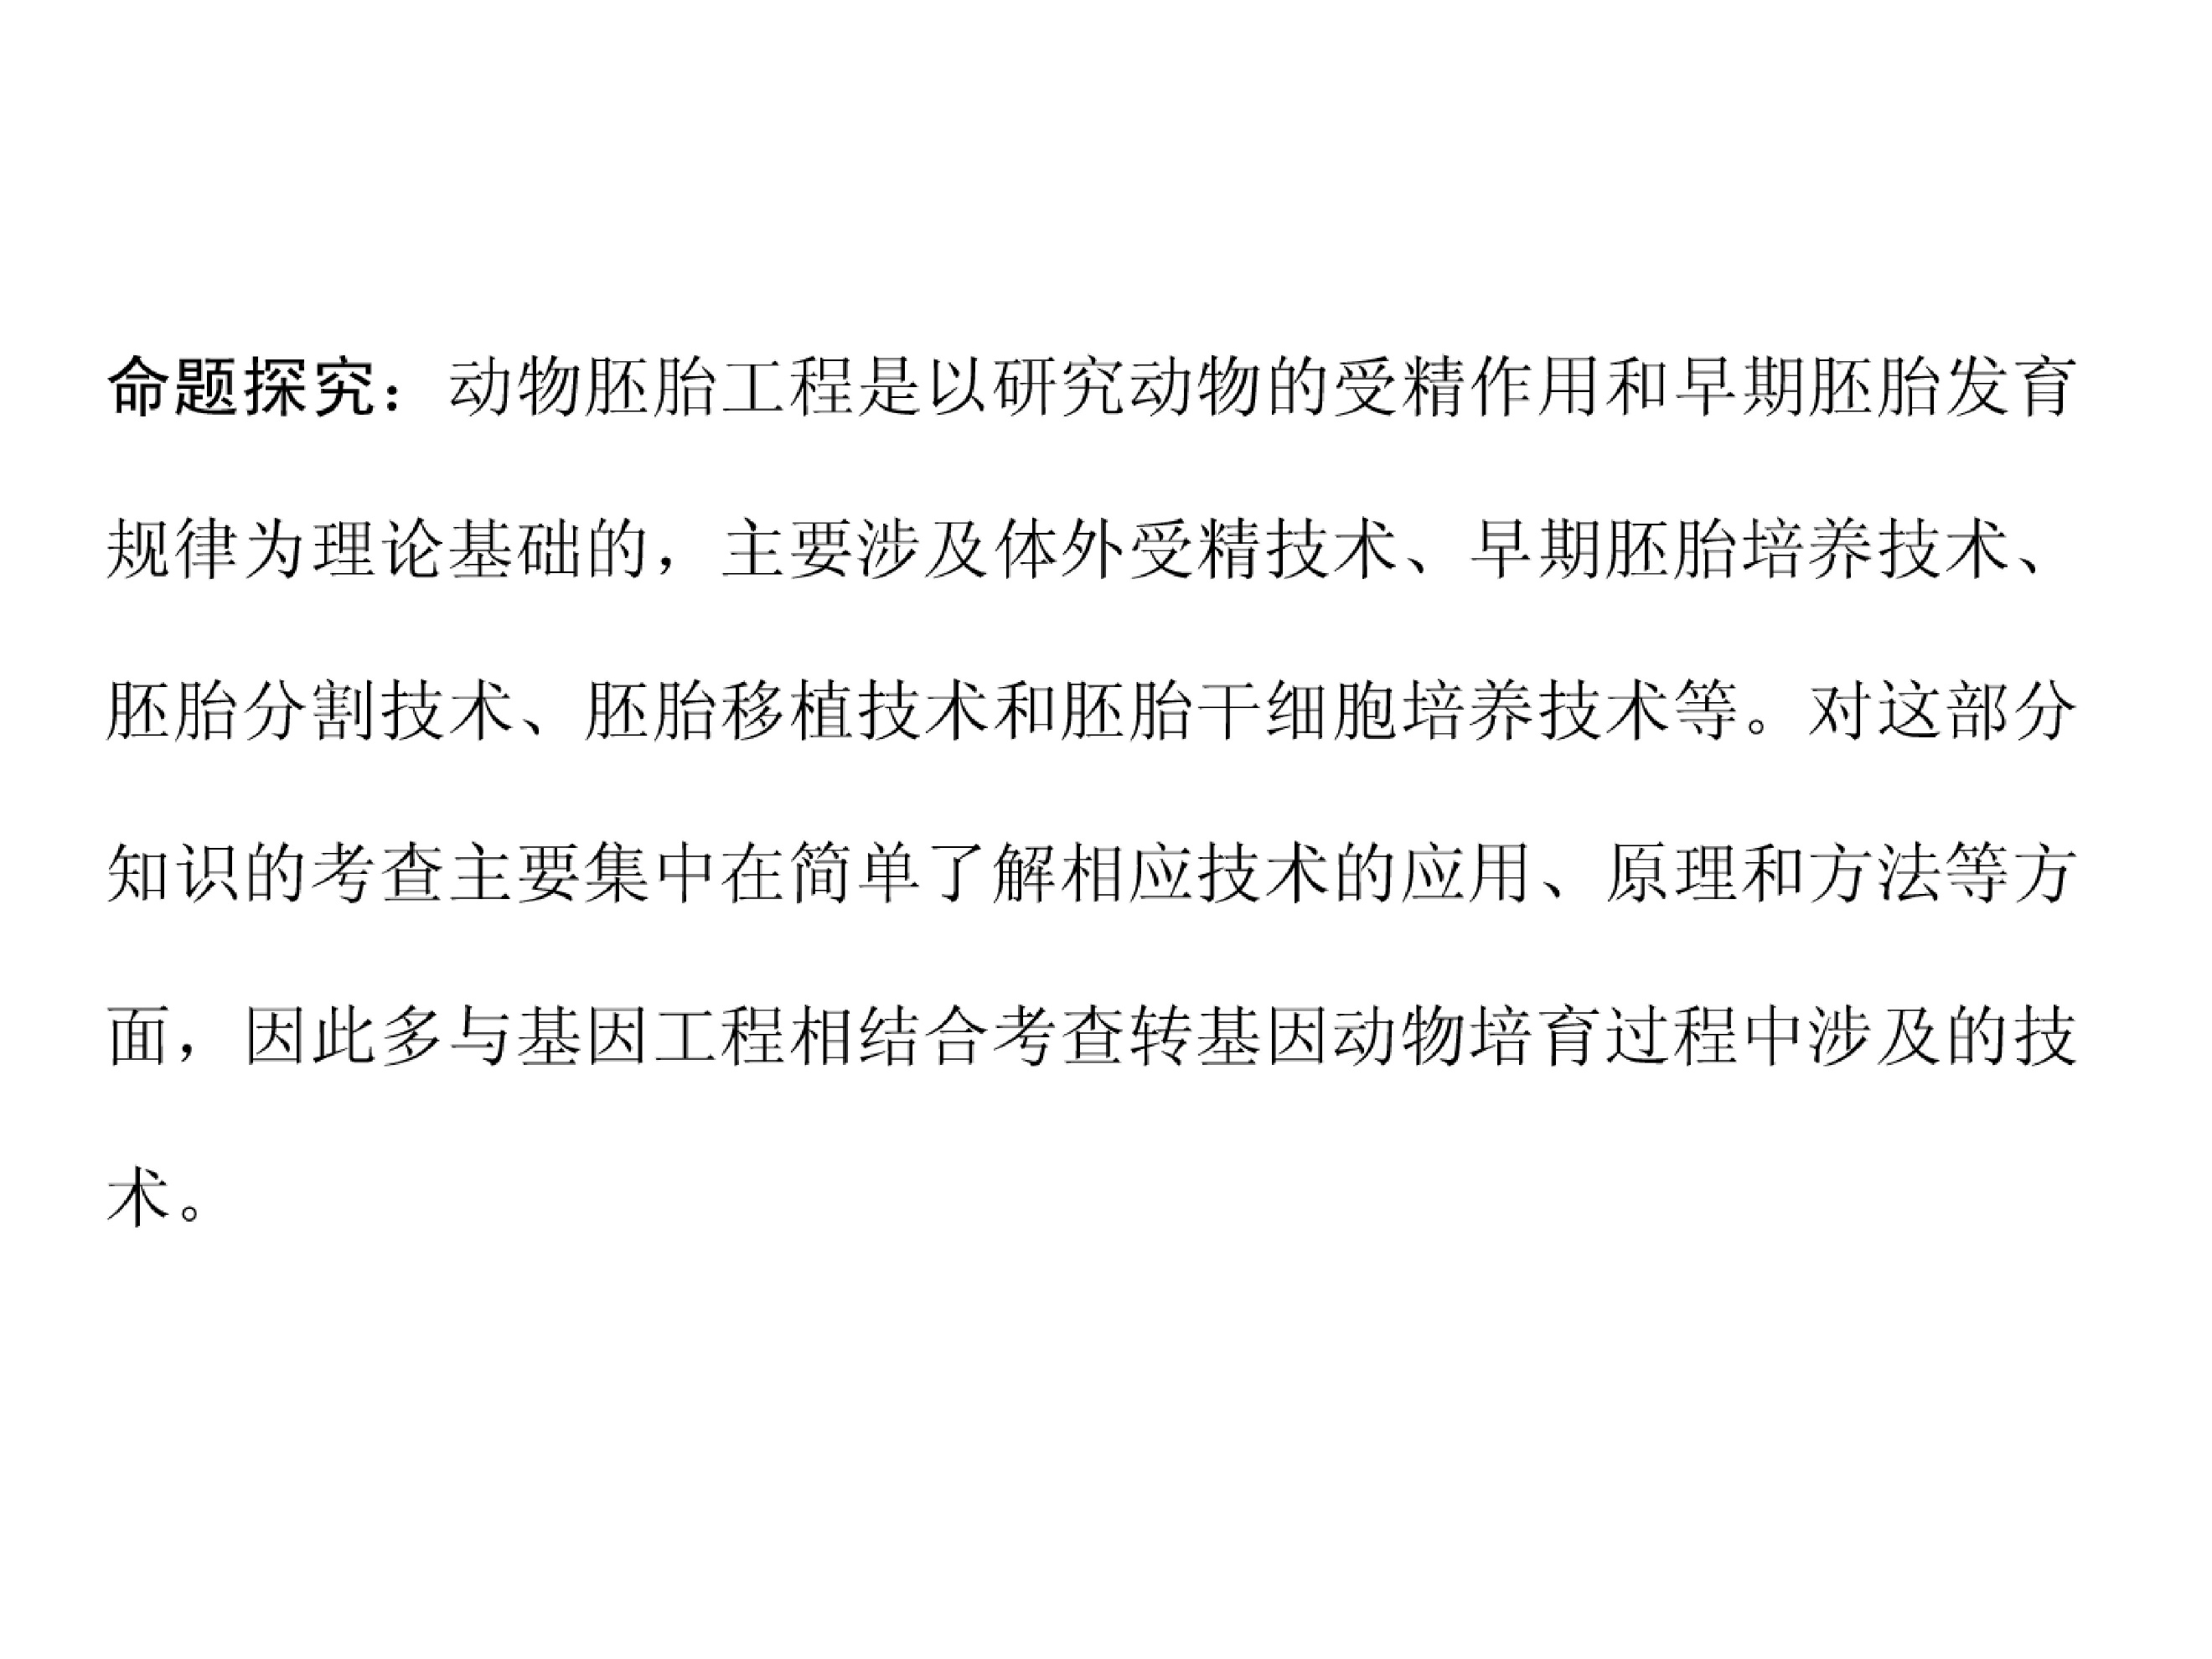 命题探究：动物胚胎工程是以研究动物的受精作用和早期胚胎发育
规律为理论基础的，主要涉及体外受精技术、早期胚胎培养技术、
胚胎分割技术、胚胎移植技术和胚胎干细胞培养技术等。对这部分
知识的考查主要集中在简单了解相应技术的应用、原理和方法等方
面，因此多与基因工程相结合考查转基因动物培育过程中涉及的技
术。